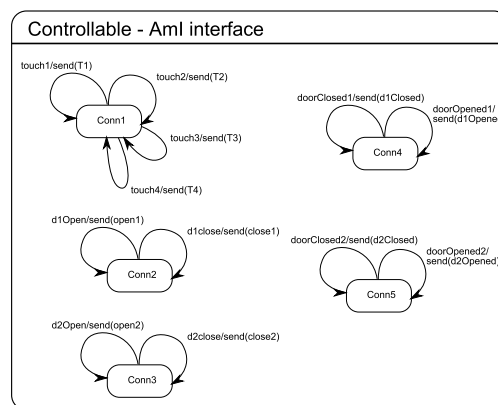 Controllable - AmI interface
touch1/send(T1)
touch2/send(T2)
Conn1
touch3/send(T3)
touch4/send(T4)
doorClosed1/send(d1Closed)
doorOpened1/
send(d1Opene
Conn4
d1Open/send(open1)
d1close/send(close1)
Conn2
doorClosed2/send(d2Closed)
doorOpened2/
send(d2Opened)
Conn5
d2Open/send(open2)
d2close/send(close2)
Conn3